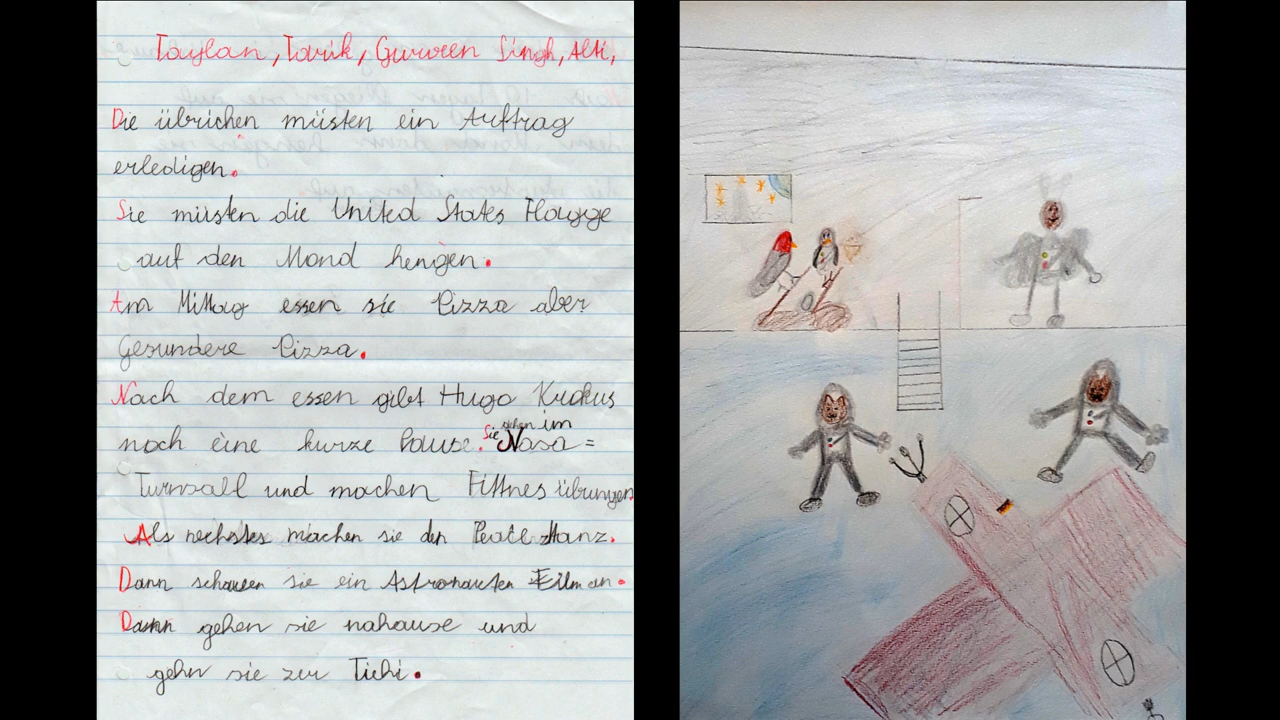 Taylan, Tarik, Gurveen Singh, Alti,
Die übrichen müsten ein Auftrag
erledigen.
Sie müsten die United States Flagge
auf den Mond hengen.
Am Mittag essen sie Pizza aber
Gesundere Pizza.
Nach dem essen gibt Hugo Krokus
noch eine kurze Pause. Sie gehen im Nasa =
Turnsall und machen Fittnes übungen
Als nechstes machen sie den Peace tanz.
Dann schauen sie ein Astronauten Film an.
Dann gehen sie nahause und
gehn sie zur Tichi.